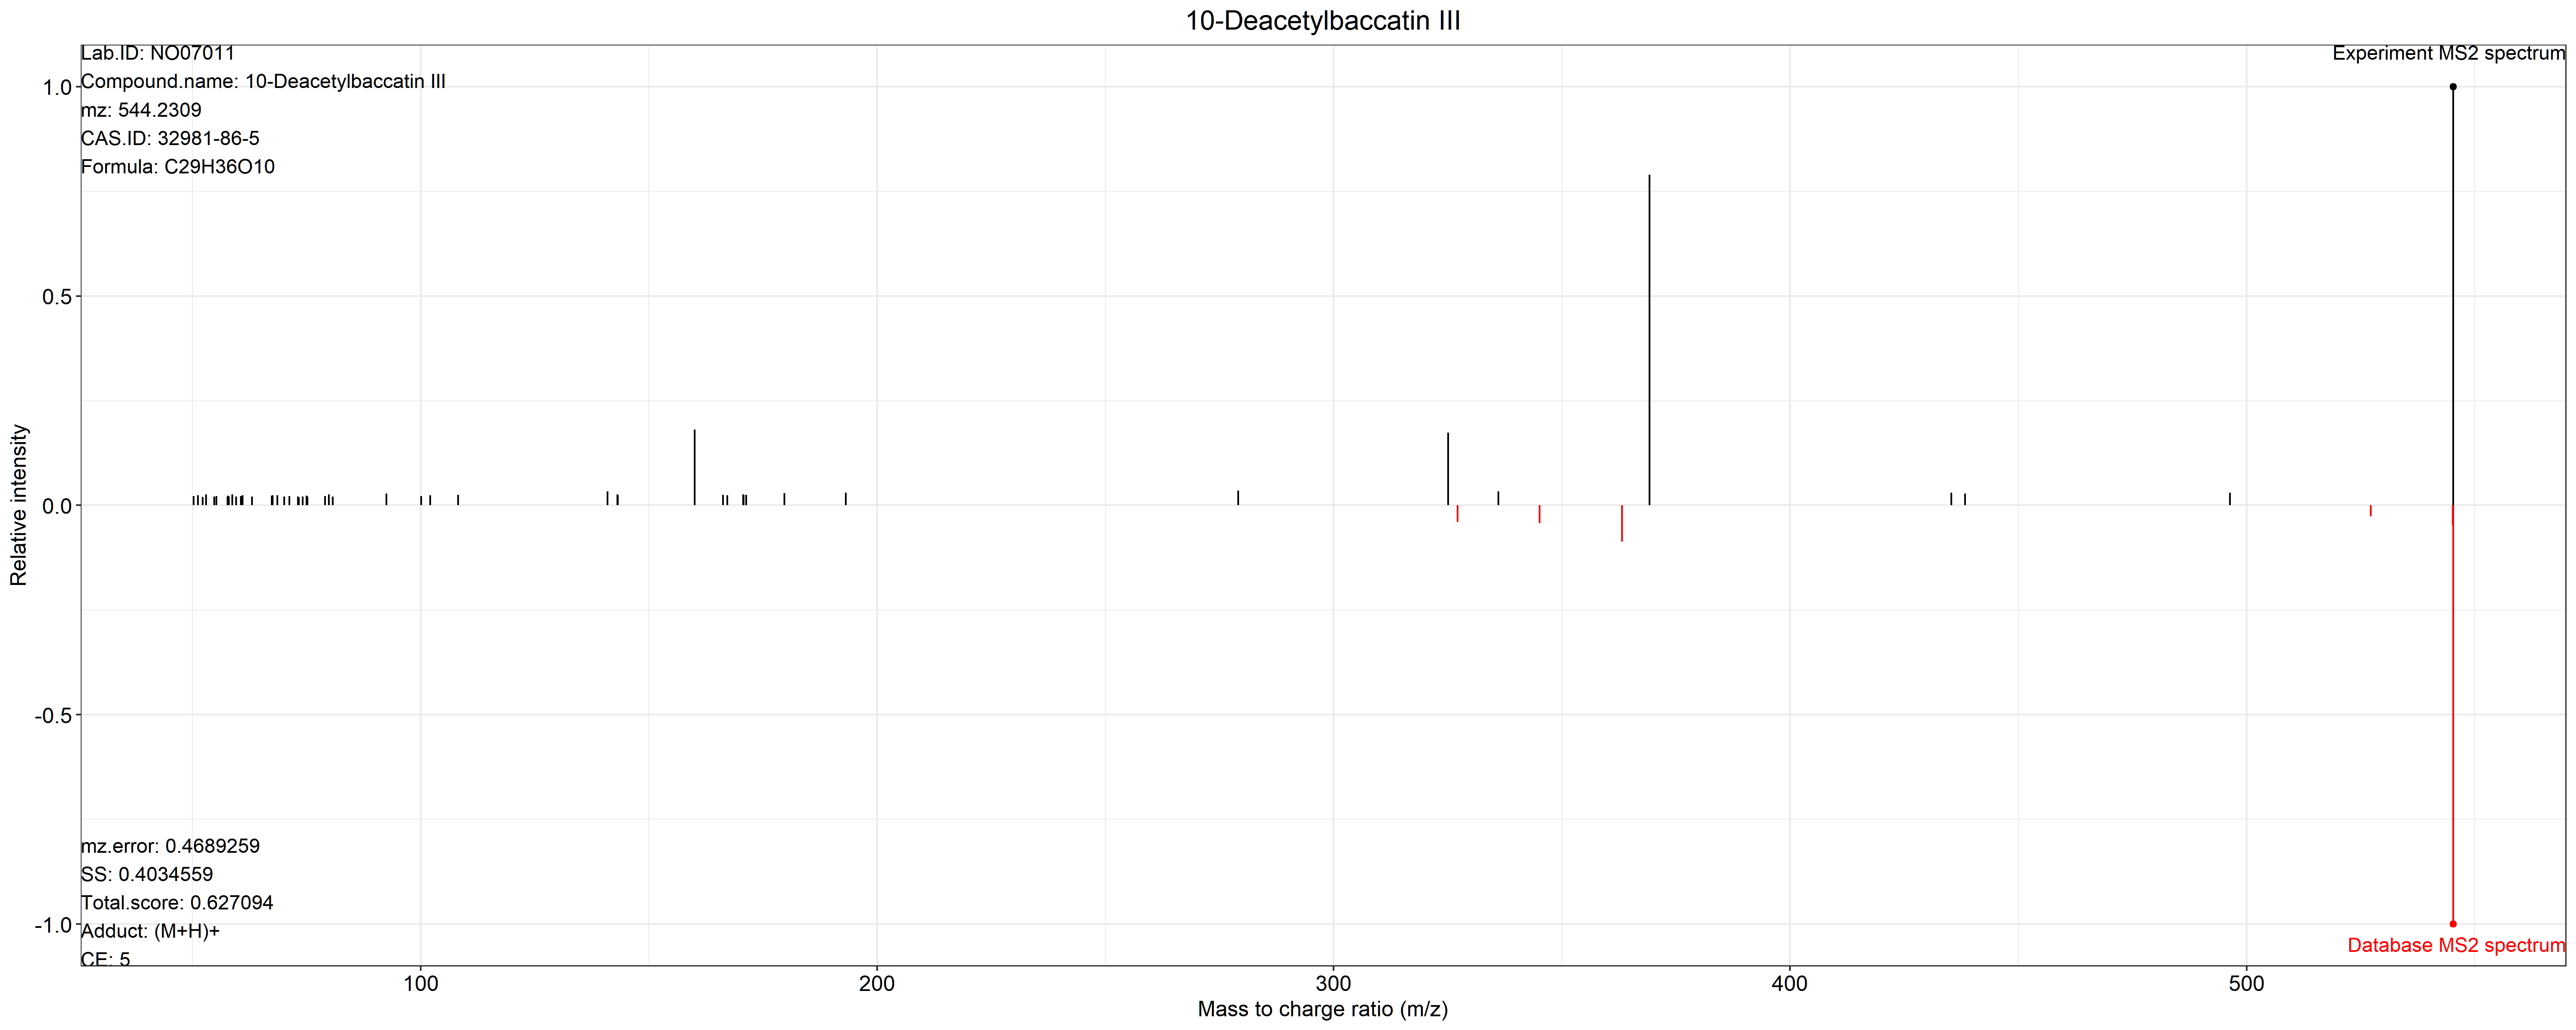 10-Deacetylbaccatin III
Lab.ID: NO07011
Experiment MS2 spectrum
Compound.name: 10-Deacetylbaccatin III
mz: 544.2309
CAS.ID: 32981-86-5
Formula: C29H36O10
1.0
0.5
0.0
-0.5
-1.0
Relative intensity
mz.error: 0.4689259
SS: 0.4034559
Total.score: 0.627094
Adduct: (M+H)+
CE: 5
Database MS2 spectrum
100
200
300
400
500
Mass to charge ratio (m/z)